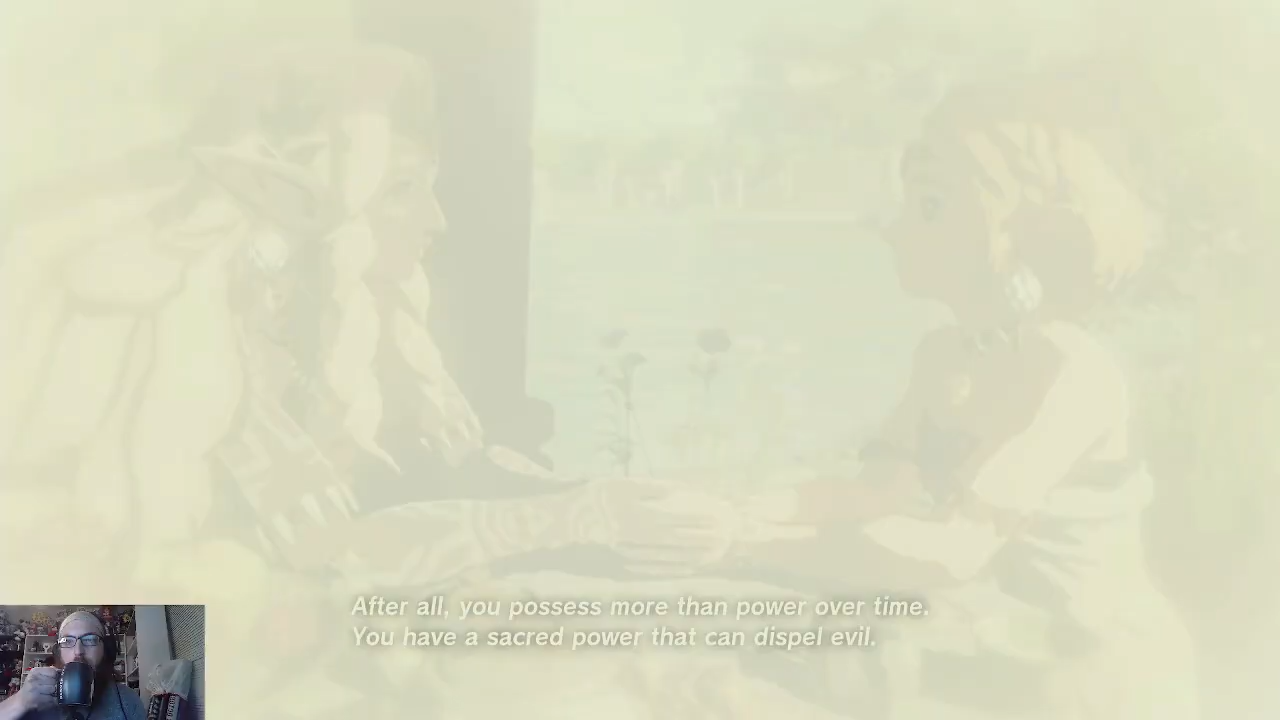 After all, you possess more than power over time.
You have a sacred power that can dispel evil.